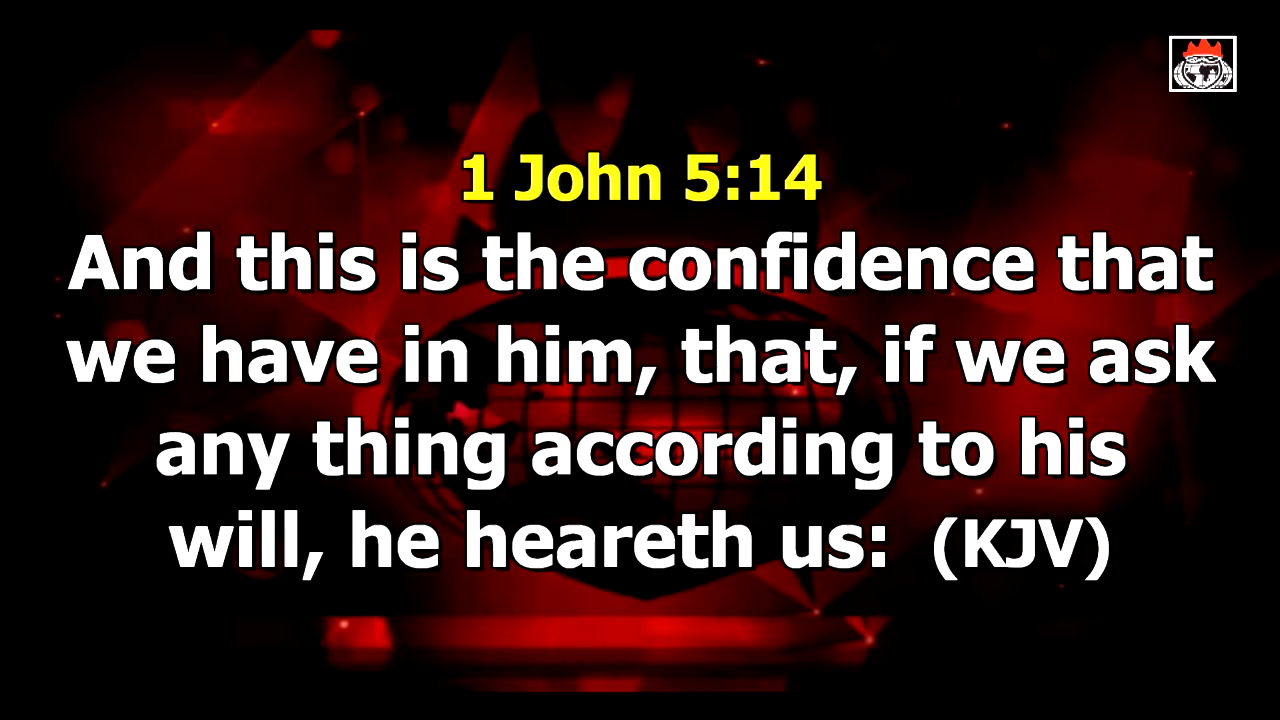 1 John 5:14
And this is the confidence that
we have in him, that, if we ask
any thing according to his
will, he heareth us: (KJV)